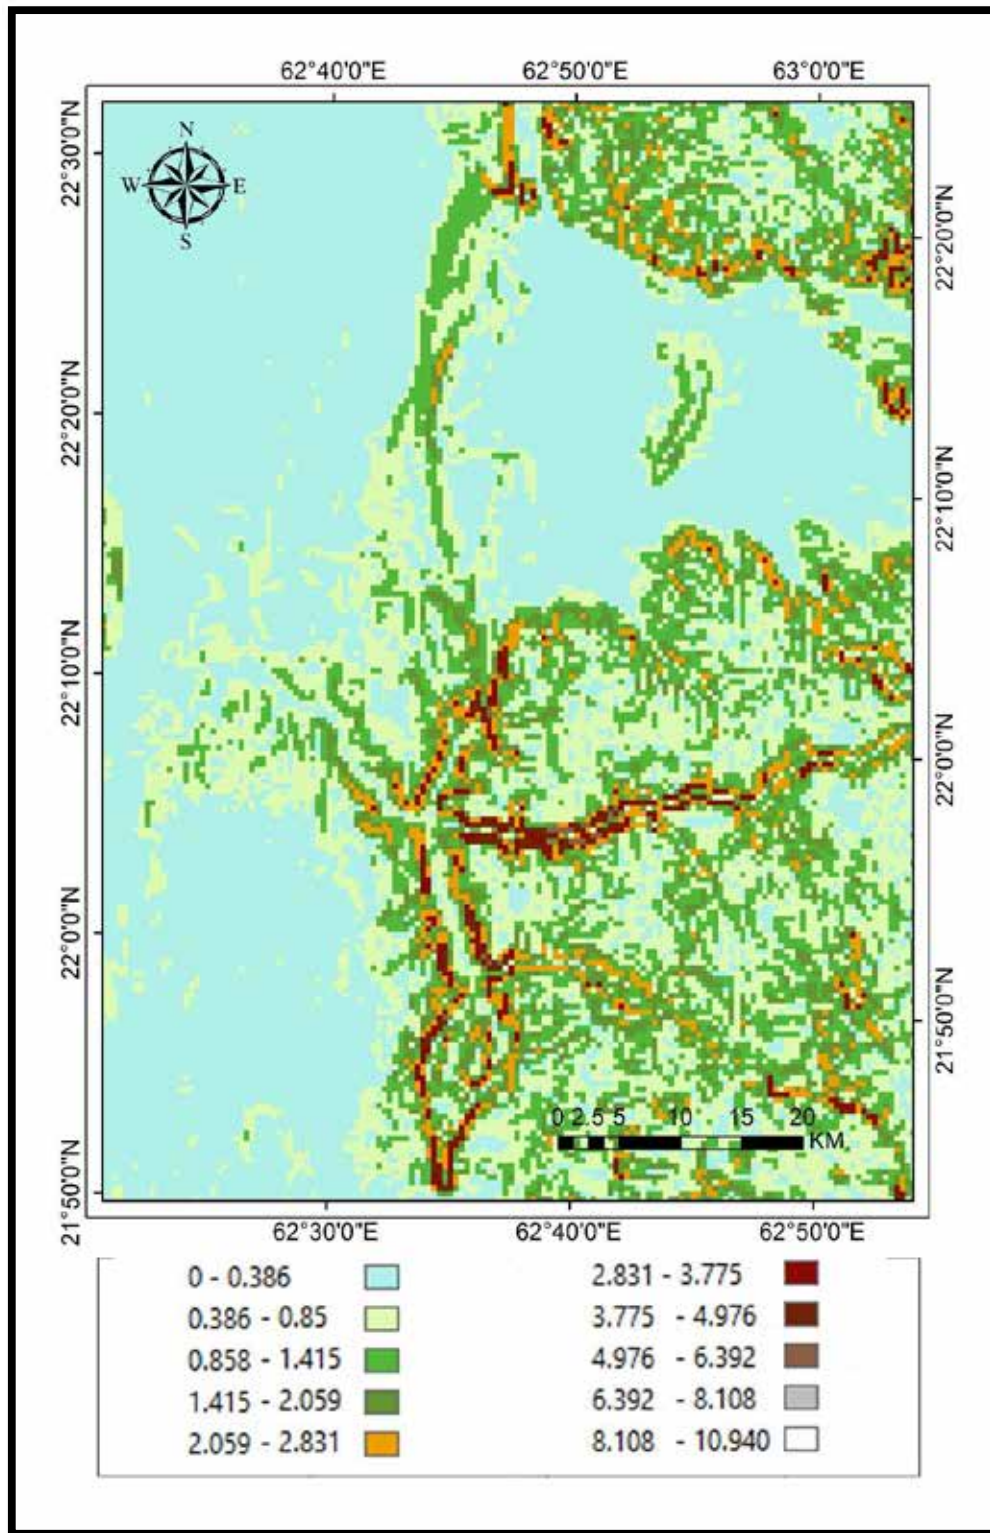 62°40'0"E 62°50'0"E 63°0'0"E
N
W E
S
22°30'0"N
22°20'0"N
22°20'0"N
22°10'0"N
22°10'0"N
22°0'0"N
22°0'0"N
21°50'0"N
21°50'0"N
0 2.5 5 10 15 20
KM
62°30'0"E 62°40'0"E 62°50'0"E
0 - 0.386 2.831 - 3.775
0.386 - 0.85 3.775 - 4.976
0.858 - 1.415 4.976 - 6.392
1.415 - 2.059 6.392 - 8.108
2.059 - 2.831 8.108 - 10.940